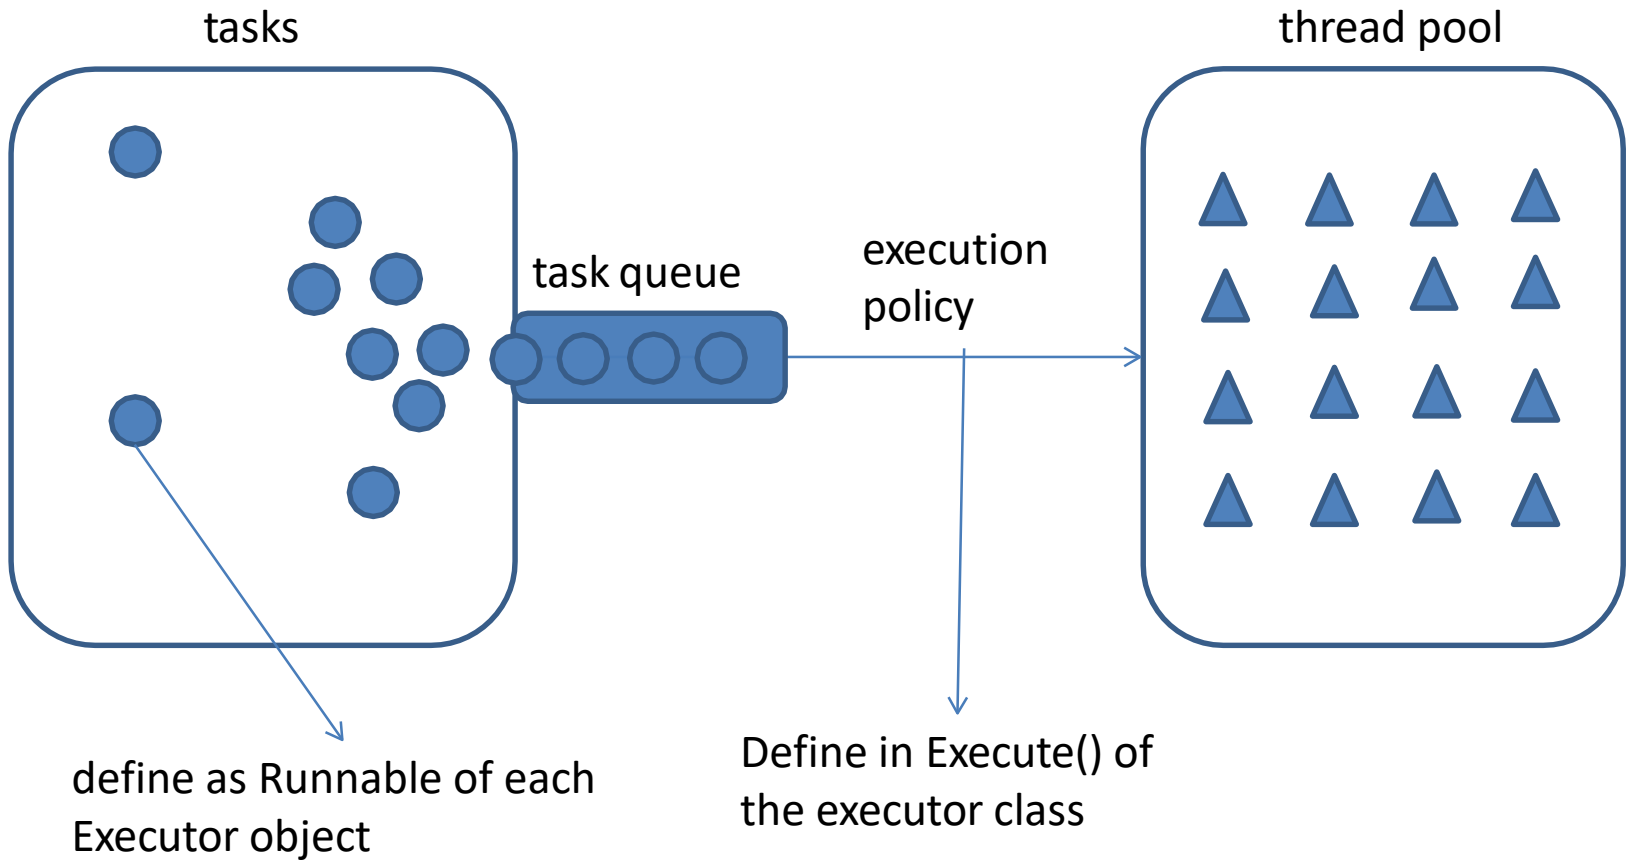 tasks
thread pool
task queue
execution
policy
define as Runnable of each
Executor object
Define in Execute() of
the executor class